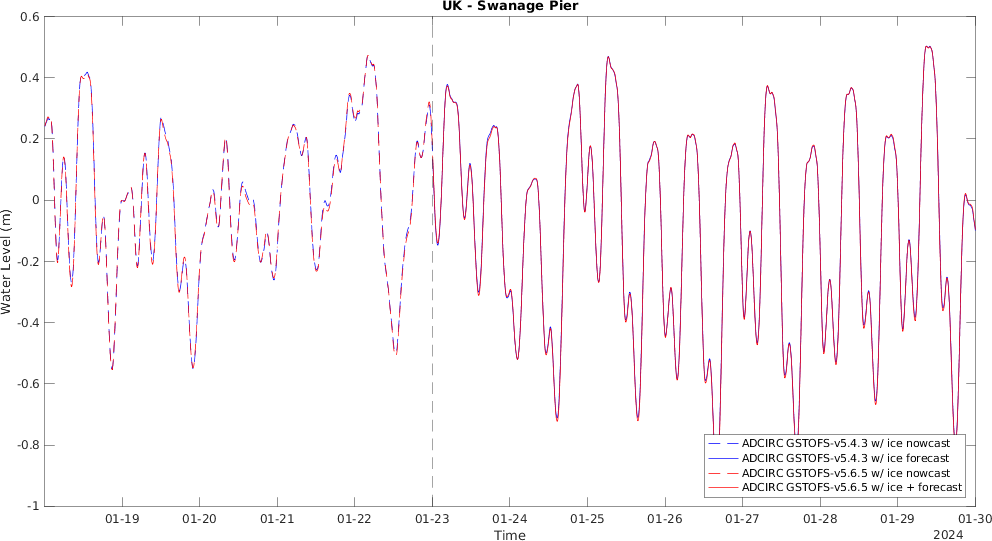 UK - Swanage Pier
0.6
0.4
0.2
0
-0.2
-0.4
-0.6
-0.8
-1
Water Level (m)
ADCIRC GSTOFS-v5.4.3 w/ ice nowcast
ADCIRC GSTOFS-v5.4.3 w/ ice forecast
ADCIRC GSTOFS-v5.6.5 w/ ice nowcast
ADCIRC GSTOFS-v5.6.5 w/ ice + forecast
01-19 01-20 01-21 01-22 01-23 01-24 01-25 01-26 01-27 01-28 01-29 01-30
Time
2024